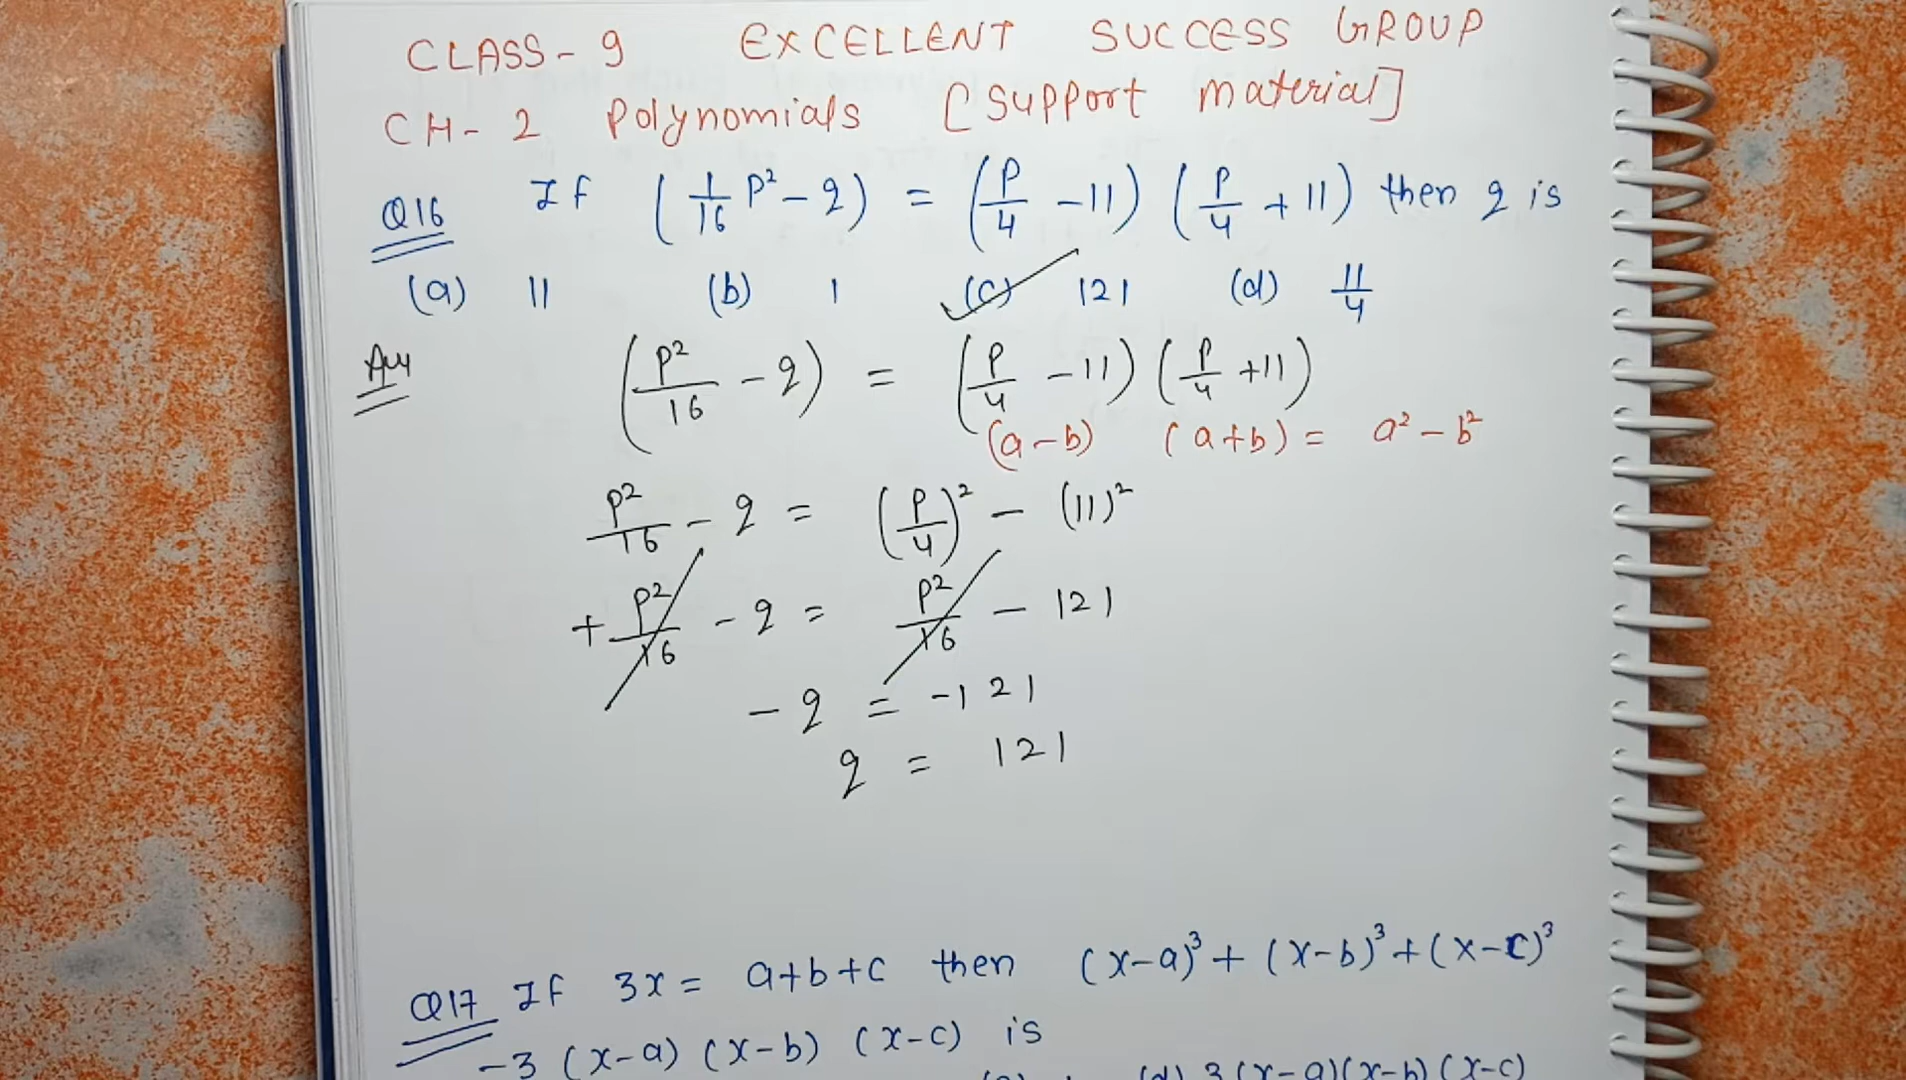 CLASS - 9 EXCELLENT SUCCESS GROUP
CH - 2 Polynomials [Support material]
Q16 If (1/16 p² - q) = (p/4 - 11) (p/4 + 11) then q is
(a) 11 (b) 1 (c) 121 (d) 11/4
Ans (p²/16 - q) = (p/4 - 11) (p/4 + 11)
(a - b) (a + b) = a² - b²
p²/16 - q = (p/4)² - (11)²
+ p²/16 - q = p²/16 - 121
- q = -121
q = 121
Q17 If 3x = a+b+c then (x-a)³ + (x-b)³ + (x-c)³
-3 (x-a) (x-b) (x-c) is
(d) 3(x-a)(x-b)(x-c)